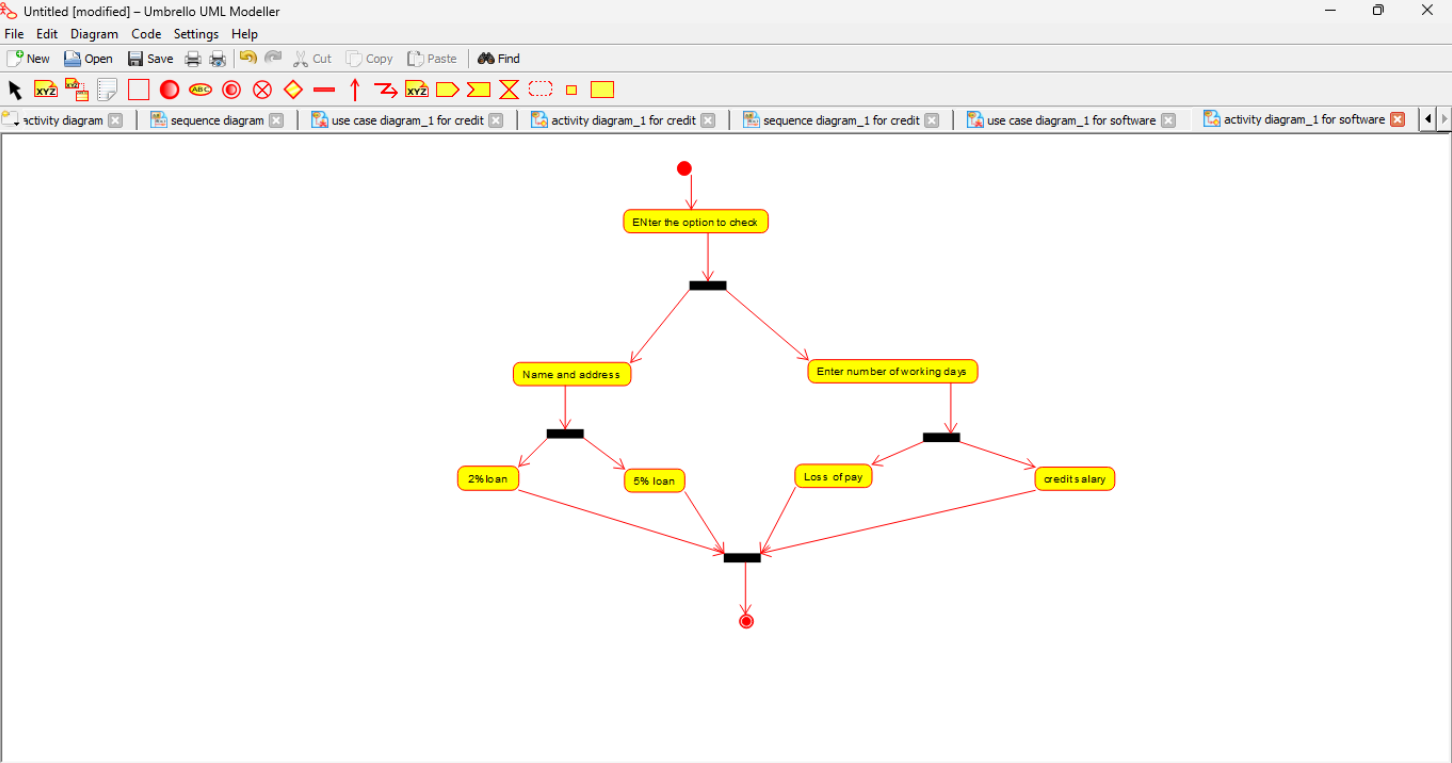 Untitled [modified] – Umbrello UML Modeller
File Edit Diagram Code Settings Help
New Open Save Cut Copy Paste Find
XYZ XYZ ABC XYZ
activity diagram sequence diagram use case diagram_1 for credit activity diagram_1 for credit sequence diagram_1 for credit use case diagram_1 for software activity diagram_1 for software
ENter the option to check
Name and address
Enter number of working days
2% loan
5% loan
Loss of pay
credit salary